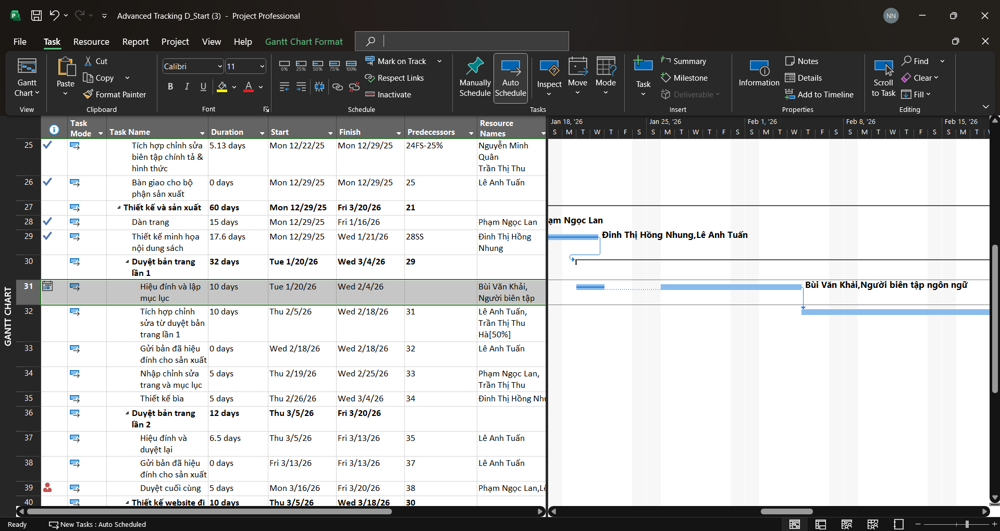 Advanced Tracking D_Start (3) - Project Professional
NN
File Task Resource Report Project View Help Gantt Chart Format
Gantt Chart
View
Paste
Cut
Copy
Format Painter
Clipboard
Calibri 11
B I U A
Font
0% 25% 50% 75% 100%
Mark on Track
Respect Links
Inactivate
Schedule
Manually Schedule
Auto Schedule
Inspect
Move
Mode
Tasks
Task
Summary
Milestone
Deliverable
Insert
Information
Notes
Details
Add to Timeline
Properties
Scroll to Task
Find
Clear
Fill
Editing
GANTT CHART
Task Mode Task Name Duration Start Finish Predecessors Resource Names
Jan 18, '26 Jan 25, '26 Feb 1, '26 Feb 8, '26 Feb 15, '26
S M T W T F S S M T W T F S S M T W T F S S M T W T F S S M T
25 Tích hợp chỉnh sửa biên tập chính tả & hình thức 5.13 days Mon 12/22/25 Mon 12/29/25 24FS-25% Nguyễn Minh Quân Trần Thị Thu
26 Bàn giao cho bộ phận sản xuất 0 days Mon 12/29/25 Mon 12/29/25 25 Lê Anh Tuấn
27 Thiết kế và sản xuất 60 days Mon 12/29/25 Fri 3/20/26 21
28 Dàn trang 15 days Mon 12/29/25 Fri 1/16/26 Phạm Ngọc Lan
29 Thiết kế minh họa nội dung sách 17.6 days Mon 12/29/25 Wed 1/21/26 28SS Đinh Thị Hồng Nhung
30 Duyệt bản trang lần 1 32 days Tue 1/20/26 Wed 3/4/26 29
31 Hiệu đính và lập mục lục 10 days Tue 1/20/26 Wed 2/4/26 Bùi Văn Khải, Người biên tập
32 Tích hợp chỉnh sửa từ duyệt bản trang lần 1 10 days Thu 2/5/26 Wed 2/18/26 31 Lê Anh Tuấn, Trần Thị Thu Hà[50%]
33 Gửi bản đã hiệu đính cho sản xuất 0 days Wed 2/18/26 Wed 2/18/26 32 Lê Anh Tuấn
34 Nhập chỉnh sửa trang và mục lục 5 days Thu 2/19/26 Wed 2/25/26 33 Phạm Ngọc Lan, Trần Thị Thu
35 Thiết kế bìa 5 days Thu 2/26/26 Wed 3/4/26 34 Đinh Thị Hồng Nhu
36 Duyệt bản trang lần 2 12 days Thu 3/5/26 Fri 3/20/26
37 Hiệu đính và duyệt lại 6.5 days Thu 3/5/26 Fri 3/13/26 35 Lê Anh Tuấn
38 Gửi bản đã hiệu đính cho sản xuất 0 days Fri 3/13/26 Fri 3/13/26 37 Lê Anh Tuấn
39 Duyệt cuối cùng 5 days Mon 3/16/26 Fri 3/20/26 38 Phạm Ngọc Lan,Lê
40 Thiết kế website đi 10 days Thu 3/5/26 Wed 3/18/26 30
ạm Ngọc Lan
Đinh Thị Hồng Nhung,Lê Anh Tuấn
Bùi Văn Khải,Người biên tập ngôn ngữ
Ready New Tasks : Auto Scheduled